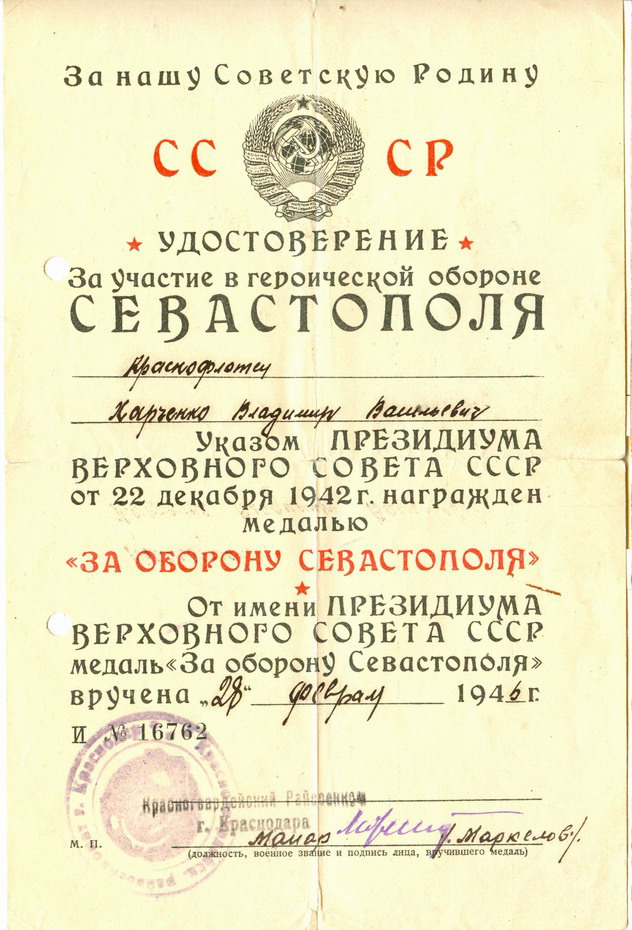 За нашу Советскую Родину
СС СР
УДОСТОВЕРЕНИЕ
За участие в героической обороне
СЕВАСТОПОЛЯ
Краснофлотец
Харченко Владимир Васильевич
Указом ПРЕЗИДИУМА
ВЕРХОВНОГО СОВЕТА СССР
от 22 декабря 1942 г. награжден
медалью
«ЗА ОБОРОНУ СЕВАСТОПОЛЯ»
От имени ПРЕЗИДИУМА
ВЕРХОВНОГО СОВЕТА СССР
медаль «За оборону Севастополя»
вручена „28“ февраля 1946 г.
И № 16762
Красногвардейский Райвоенком
г. Краснодара
Майор /Маркелов/.
М. П.
(должность, военное звание и подпись лица, вручившего медаль)